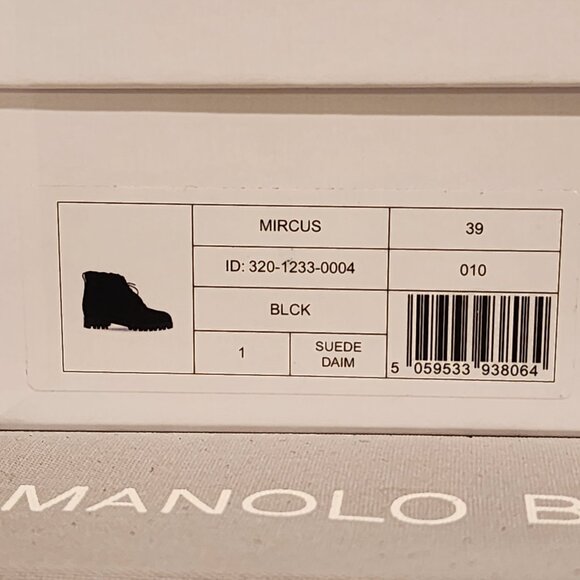 MIRCUS
39
ID: 320-1233-0004
010
BLCK
1
SUEDE
DAIM
5 059533 938064
MANOLO B